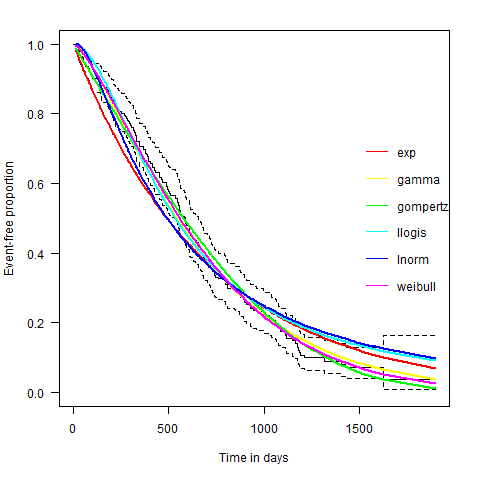 1.0
0.8
0.6
0.4
0.2
0.0
Event-free proportion
exp
gamma
gompertz
llogis
lnorm
weibull
0 500 1000 1500
Time in days